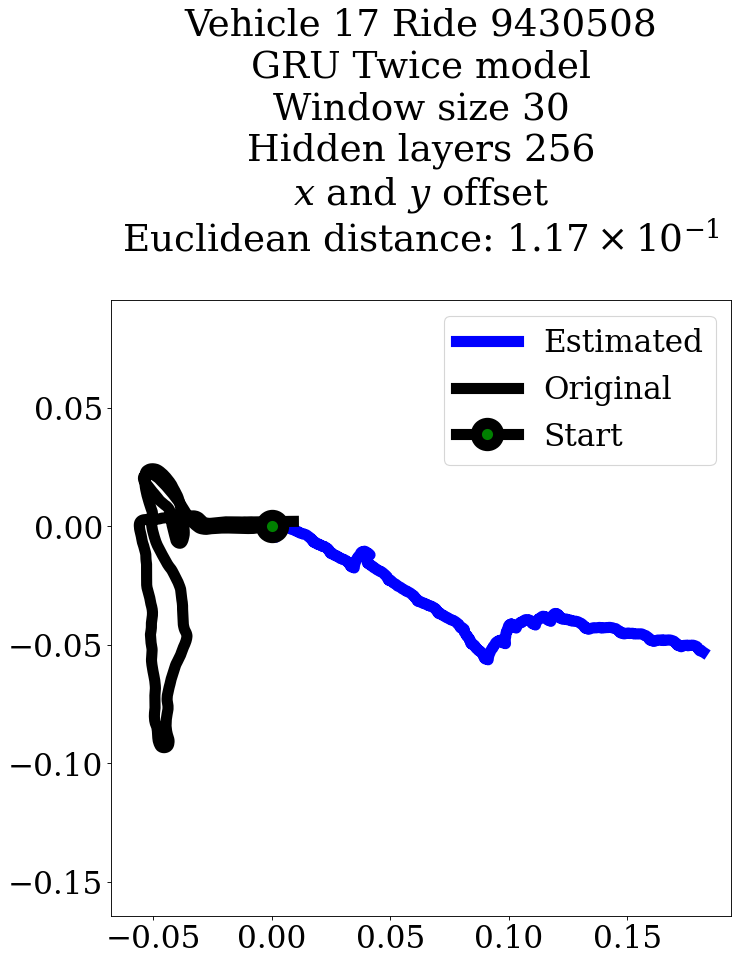 Vehicle 17 Ride 9430508
GRU Twice model
Window size 30
Hidden layers 256
x and y offset
Euclidean distance: 1.17 × 10⁻¹
Estimated
Original
Start
0.05
0.00
−0.05
−0.10
−0.15
−0.05 0.00 0.05 0.10 0.15